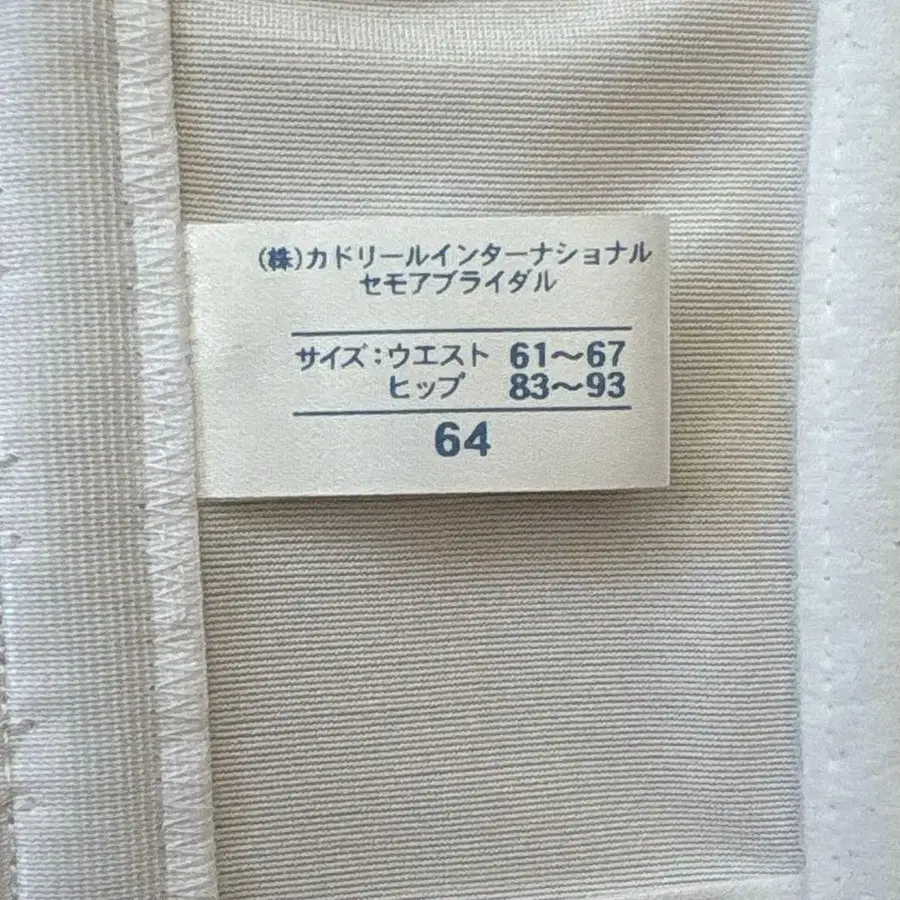 (株)カドリールインターナショナル
セモアブライダル
サイズ:ウエスト 61〜67
ヒップ 83〜93
64